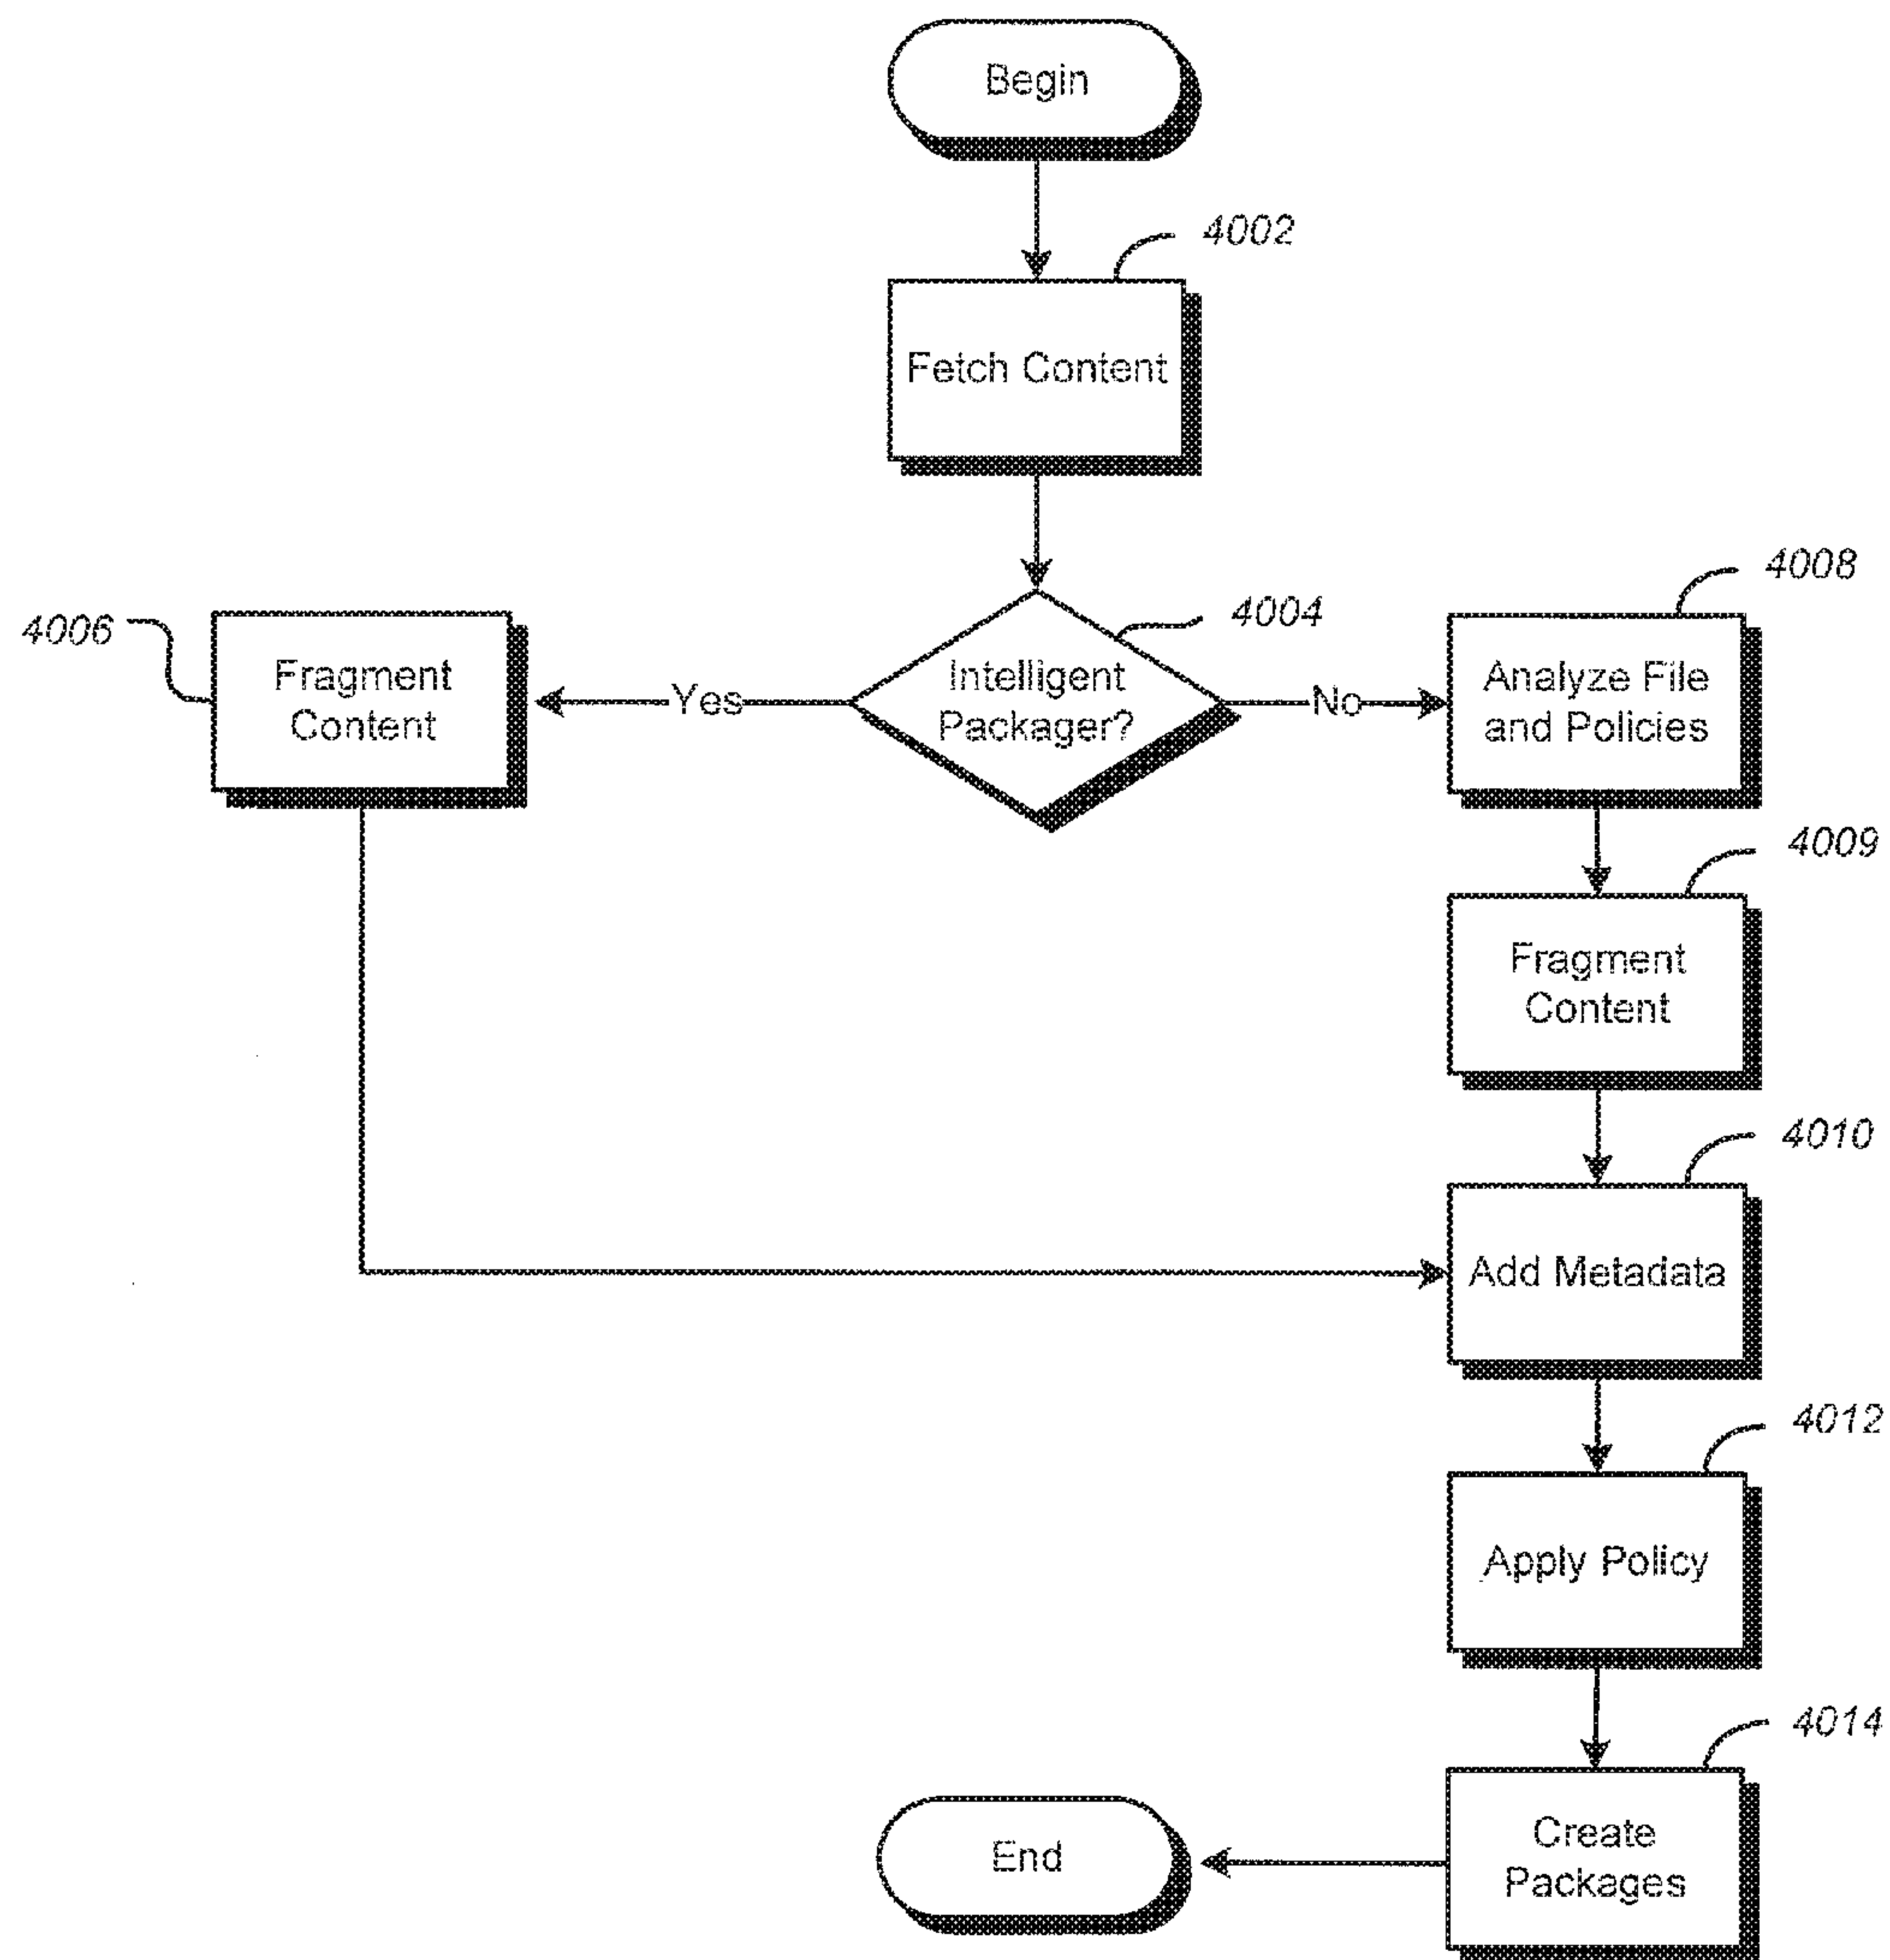 Begin
4002
Fetch Content
4004
Intelligent
Packager?
Yes
No
4006
Fragment
Content
4008
Analyze File
and Policies
4009
Fragment
Content
4010
Add Metadata
4012
Apply Policy
4014
Create
Packages
End